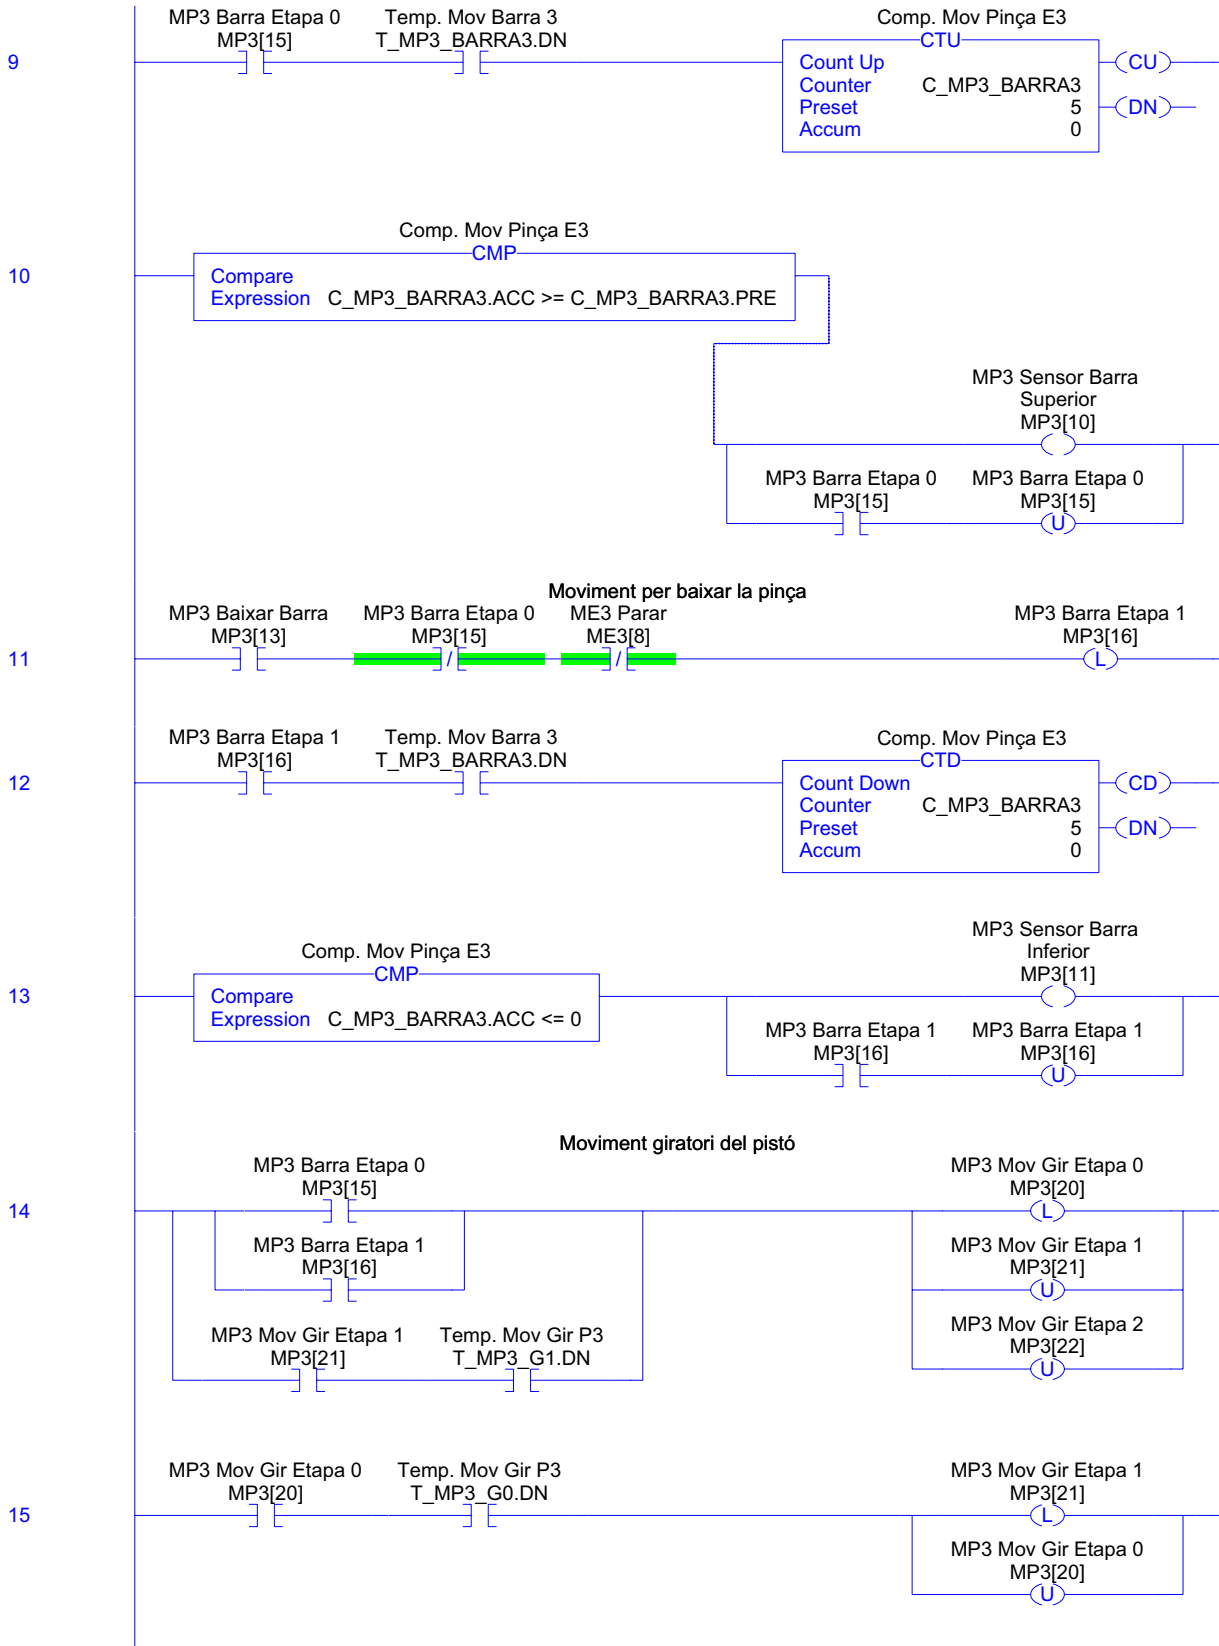 MP3 Barra Etapa 0
MP3[15]
Temp. Mov Barra 3
T_MP3_BARRA3.DN
Comp. Mov Pinça E3
CTU
9
Count Up
Counter C_MP3_BARRA3
Preset 5
Accum 0
CU
DN
Comp. Mov Pinça E3
CMP
10
Compare
Expression C_MP3_BARRA3.ACC >= C_MP3_BARRA3.PRE
MP3 Sensor Barra
Superior
MP3[10]
MP3 Barra Etapa 0
MP3[15]
MP3 Barra Etapa 0
MP3[15]
U
Moviment per baixar la pinça
MP3 Baixar Barra
MP3[13]
MP3 Barra Etapa 0
MP3[15]
ME3 Parar
ME3[8]
MP3 Barra Etapa 1
MP3[16]
11
/
/
L
MP3 Barra Etapa 1
MP3[16]
Temp. Mov Barra 3
T_MP3_BARRA3.DN
Comp. Mov Pinça E3
CTD
12
Count Down
Counter C_MP3_BARRA3
Preset 5
Accum 0
CD
DN
Comp. Mov Pinça E3
CMP
13
Compare
Expression C_MP3_BARRA3.ACC <= 0
MP3 Sensor Barra
Inferior
MP3[11]
MP3 Barra Etapa 1
MP3[16]
MP3 Barra Etapa 1
MP3[16]
U
Moviment giratori del pistó
14
MP3 Barra Etapa 0
MP3[15]
MP3 Barra Etapa 1
MP3[16]
MP3 Mov Gir Etapa 1
MP3[21]
Temp. Mov Gir P3
T_MP3_G1.DN
MP3 Mov Gir Etapa 0
MP3[20]
L
MP3 Mov Gir Etapa 1
MP3[21]
U
MP3 Mov Gir Etapa 2
MP3[22]
U
15
MP3 Mov Gir Etapa 0
MP3[20]
Temp. Mov Gir P3
T_MP3_G0.DN
MP3 Mov Gir Etapa 1
MP3[21]
L
MP3 Mov Gir Etapa 0
MP3[20]
U